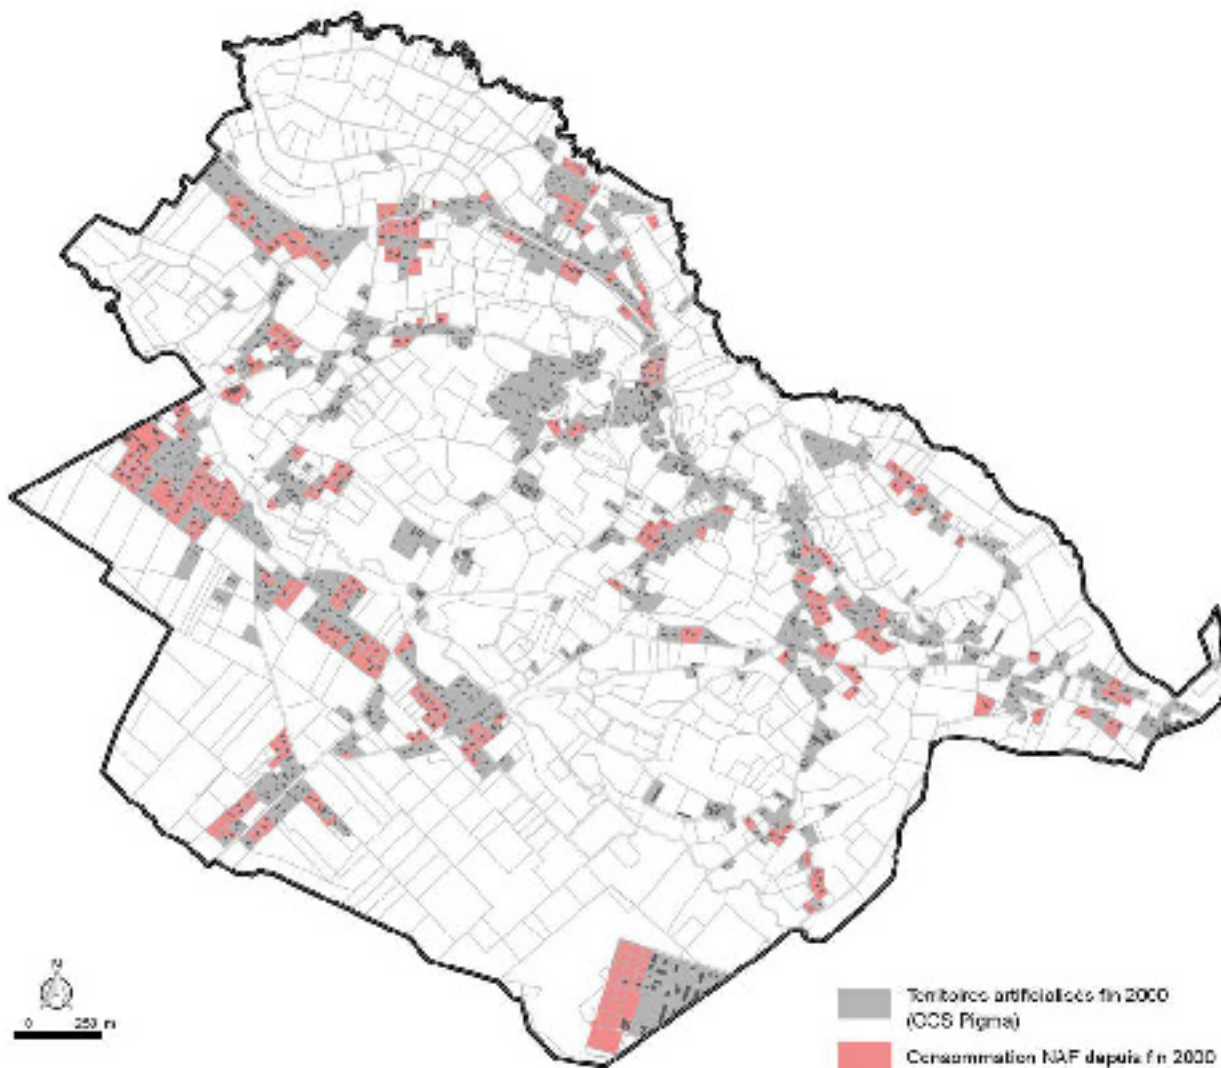 N
0 250 m
Territoires artificialisés fin 2000
(OCS Pigma)
Consommation NAF depuis fin 2000